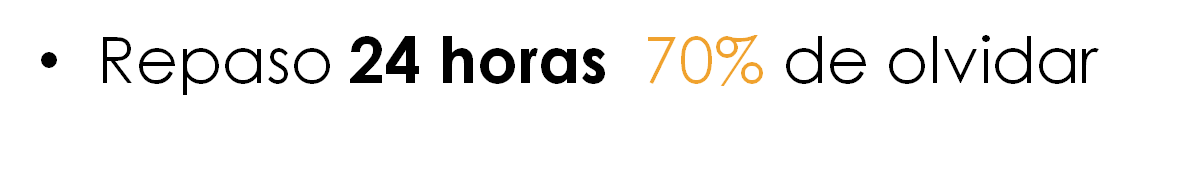 • Repaso 24 horas 70% de olvidar